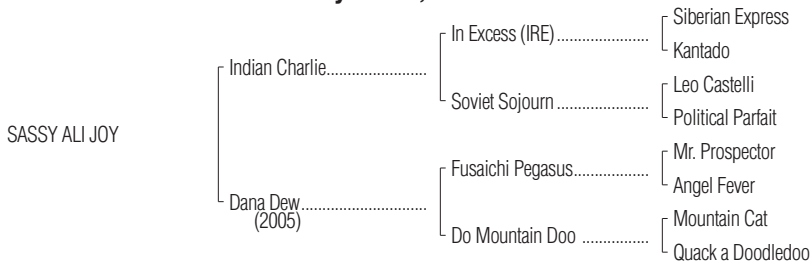 Siberian Express
In Excess (IRE)....................
Kantado
Indian Charlie.........................
Leo Castelli
Soviet Sojourn....................
Political Parfait
SASSY ALI JOY
Mr. Prospector
Fusaichi Pegasus...................
Angel Fever
Dana Dew...............................
(2005)
Mountain Cat
Do Mountain Doo .................
Quack a Doodledoo